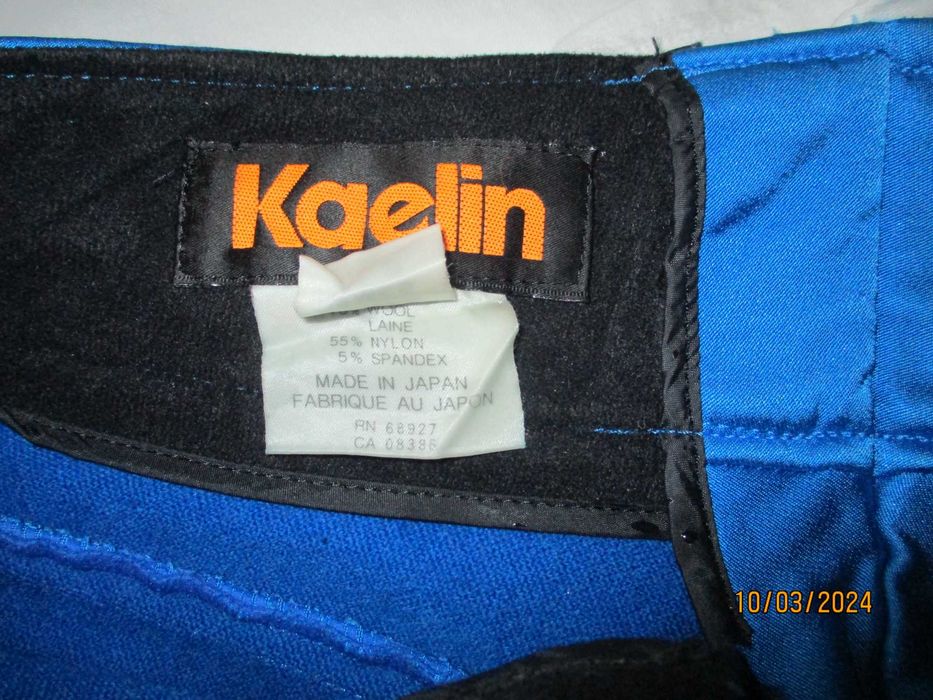 Kaelin
WOOL
LAINE
55% NYLON
5% SPANDEX
MADE IN JAPAN
FABRIQUE AU JAPON
RN 68927
CA 08386
10/03/2024